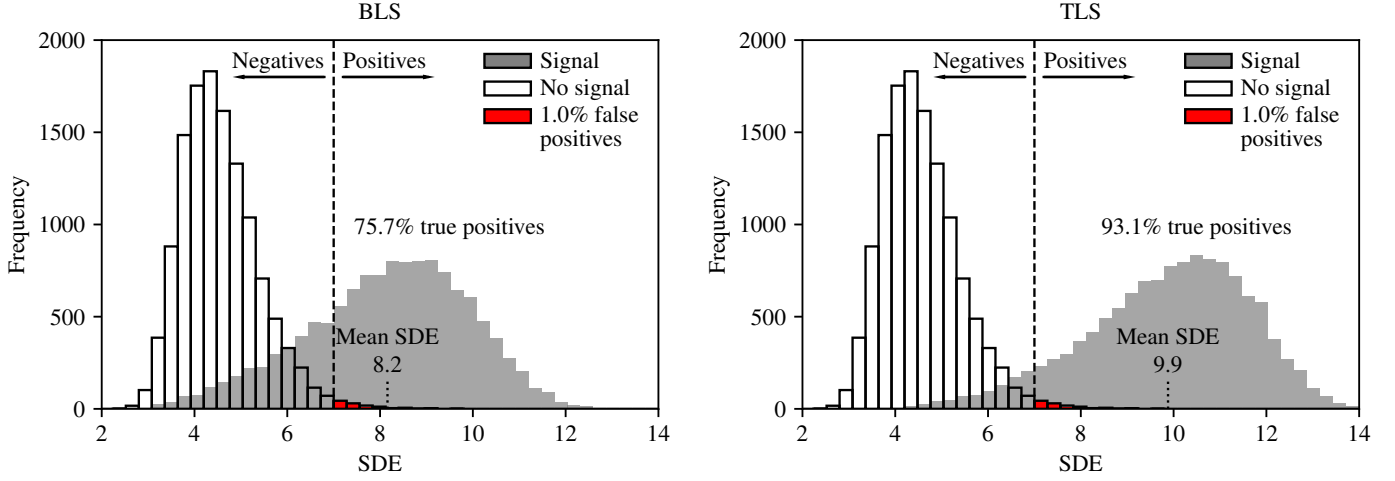 BLS
2000
1500
1000
500
0
Frequency
Negatives
Positives
Signal
No signal
1.0% false
positives
75.7% true positives
Mean SDE
8.2
2 4 6 8 10 12 14
SDE
TLS
2000
1500
1000
500
0
Frequency
Negatives
Positives
Signal
No signal
1.0% false
positives
93.1% true positives
Mean SDE
9.9
2 4 6 8 10 12 14
SDE